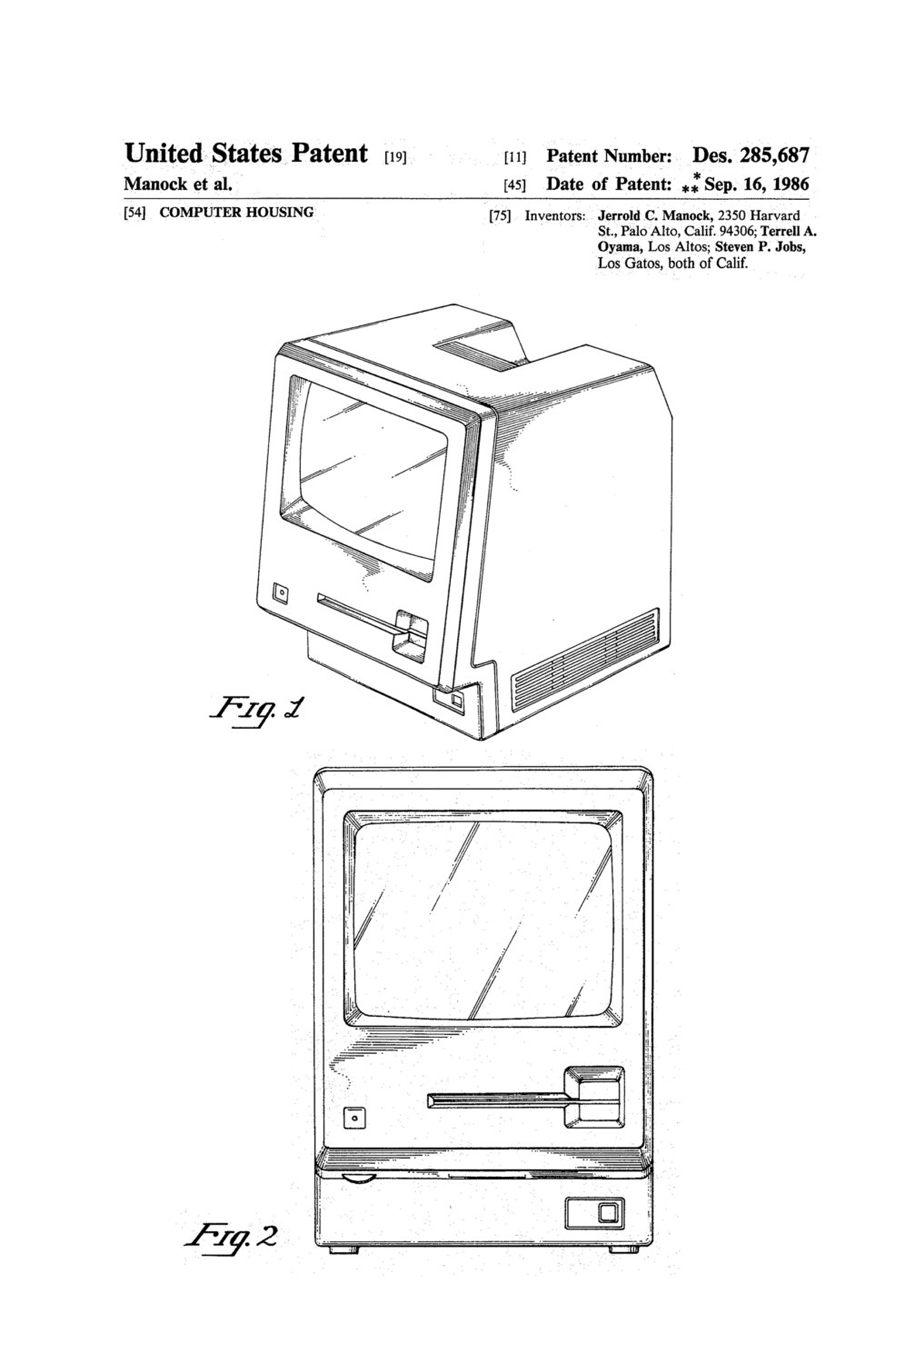 United States Patent [19]
[11] Patent Number: Des. 285,687
Manock et al.
[45] Date of Patent: *** Sep. 16, 1986
[54] COMPUTER HOUSING
[75] Inventors: Jerrold C. Manock, 2350 Harvard
St., Palo Alto, Calif. 94306; Terrell A.
Oyama, Los Altos; Steven P. Jobs,
Los Gatos, both of Calif.
Fig. 1
Fig. 2